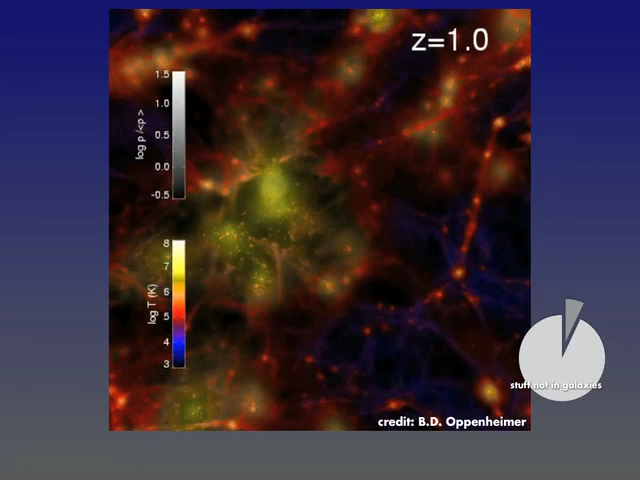 z=1.0
1.5
1.0
0.5
0.0
-0.5
log ρ/<ρ>
8
7
6
5
4
3
log T (K)
stuff not in galaxies
credit: B.D. Oppenheimer